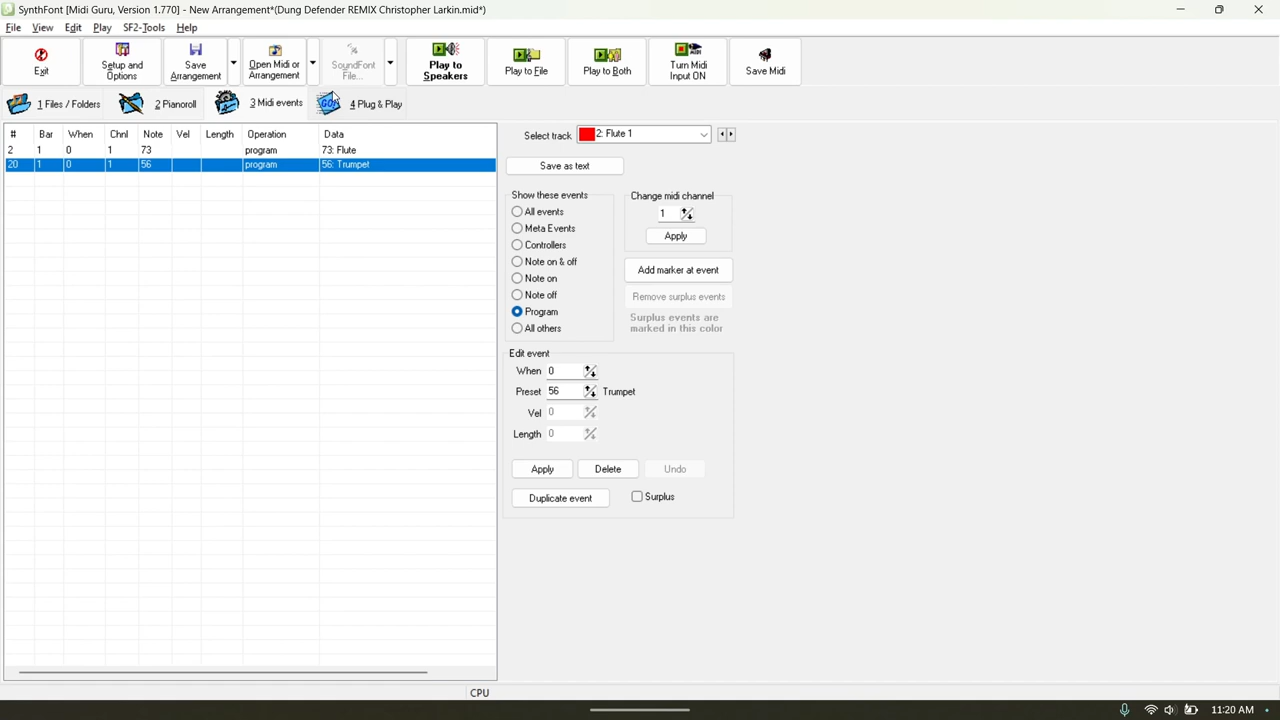 SynthFont [Midi Guru, Version 1.770] - New Arrangement*(Dung Defender REMIX Christopher Larkin.mid*)
File View Edit Play SF2-Tools Help
Exit
Setup and Options
Save Arrangement
Open Midi or Arrangement
SoundFont File...
Play to Speakers
Play to File
Play to Both
Turn Midi Input ON
Save Midi
1 Files / Folders 2 Pianoroll 3 Midi events GO! 4 Plug & Play
# Bar When Chnl Note Vel Length Operation Data
2 1 0 1 73 program 73: Flute
20 1 0 1 56 program 56: Trumpet
Select track 2: Flute 1
Save as text
Show these events
All events
Meta Events
Controllers
Note on & off
Note on
Note off
Program
All others
Change midi channel
1
Apply
Add marker at event
Remove surplus events
Surplus events are
marked in this color
Edit event
When 0
Preset 56 Trumpet
Vel 0
Length 0
Apply Delete Undo
Duplicate event Surplus
CPU
11:20 AM